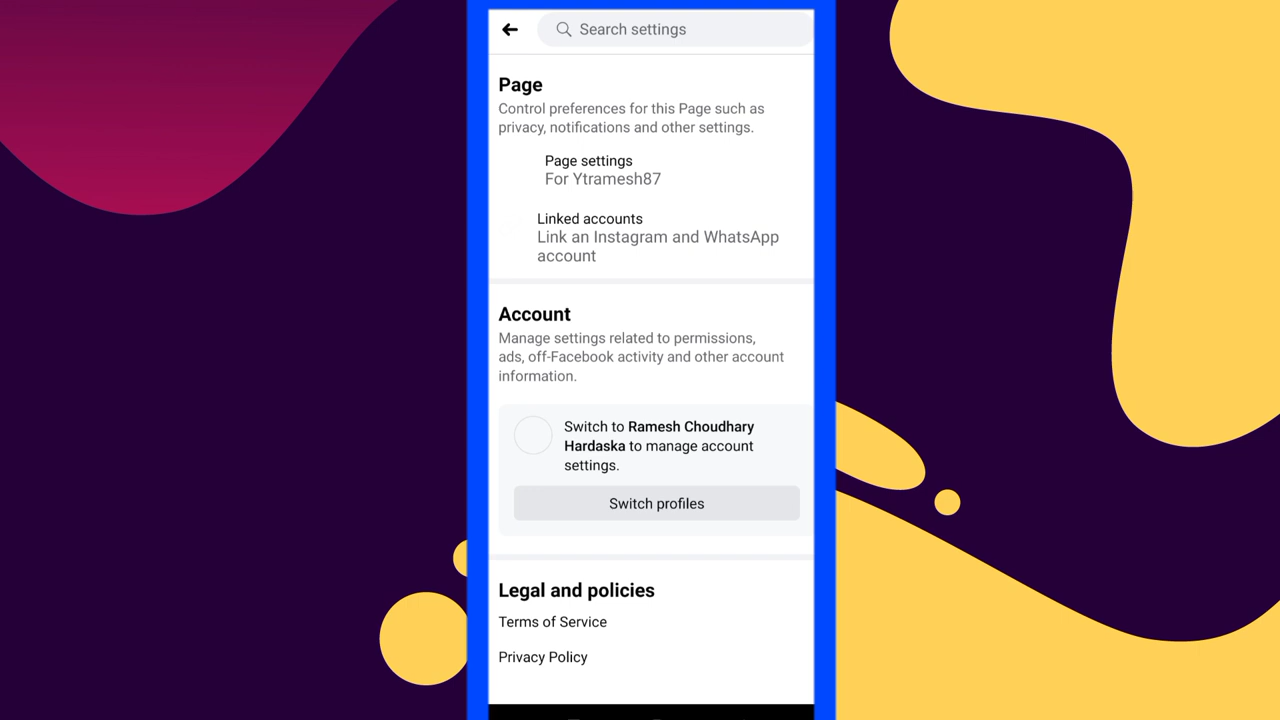 Search settings
Page
Control preferences for this Page such as
privacy, notifications and other settings.
Page settings
For Ytramesh87
Linked accounts
Link an Instagram and WhatsApp
account
Account
Manage settings related to permissions,
ads, off-Facebook activity and other account
information.
Switch to Ramesh Choudhary
Hardaska to manage account
settings.
Switch profiles
Legal and policies
Terms of Service
Privacy Policy